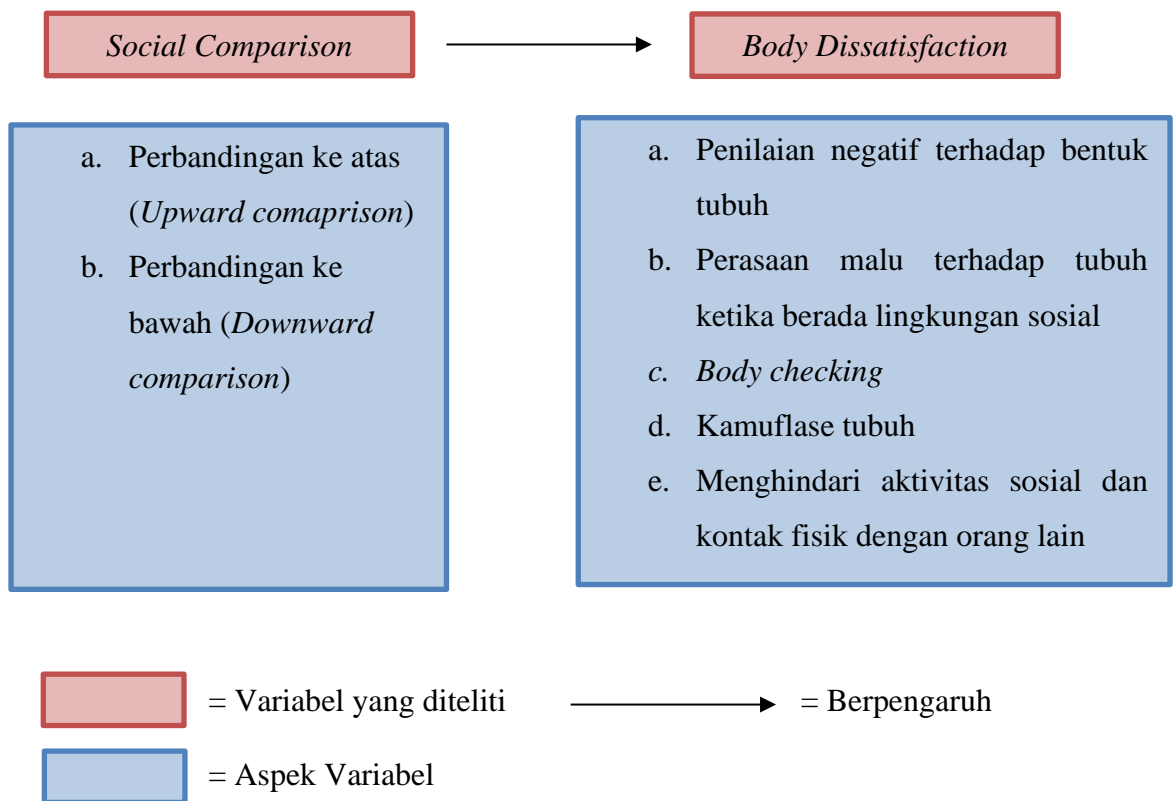 Social Comparison
Body Dissatisfaction
a. Perbandingan ke atas
(Upward comaprison)
b. Perbandingan ke
bawah (Downward
comparison)
a. Penilaian negatif terhadap bentuk
tubuh
b. Perasaan malu terhadap tubuh
ketika berada lingkungan sosial
c. Body checking
d. Kamuflase tubuh
e. Menghindari aktivitas sosial dan
kontak fisik dengan orang lain
= Variabel yang diteliti
= Berpengaruh
= Aspek Variabel